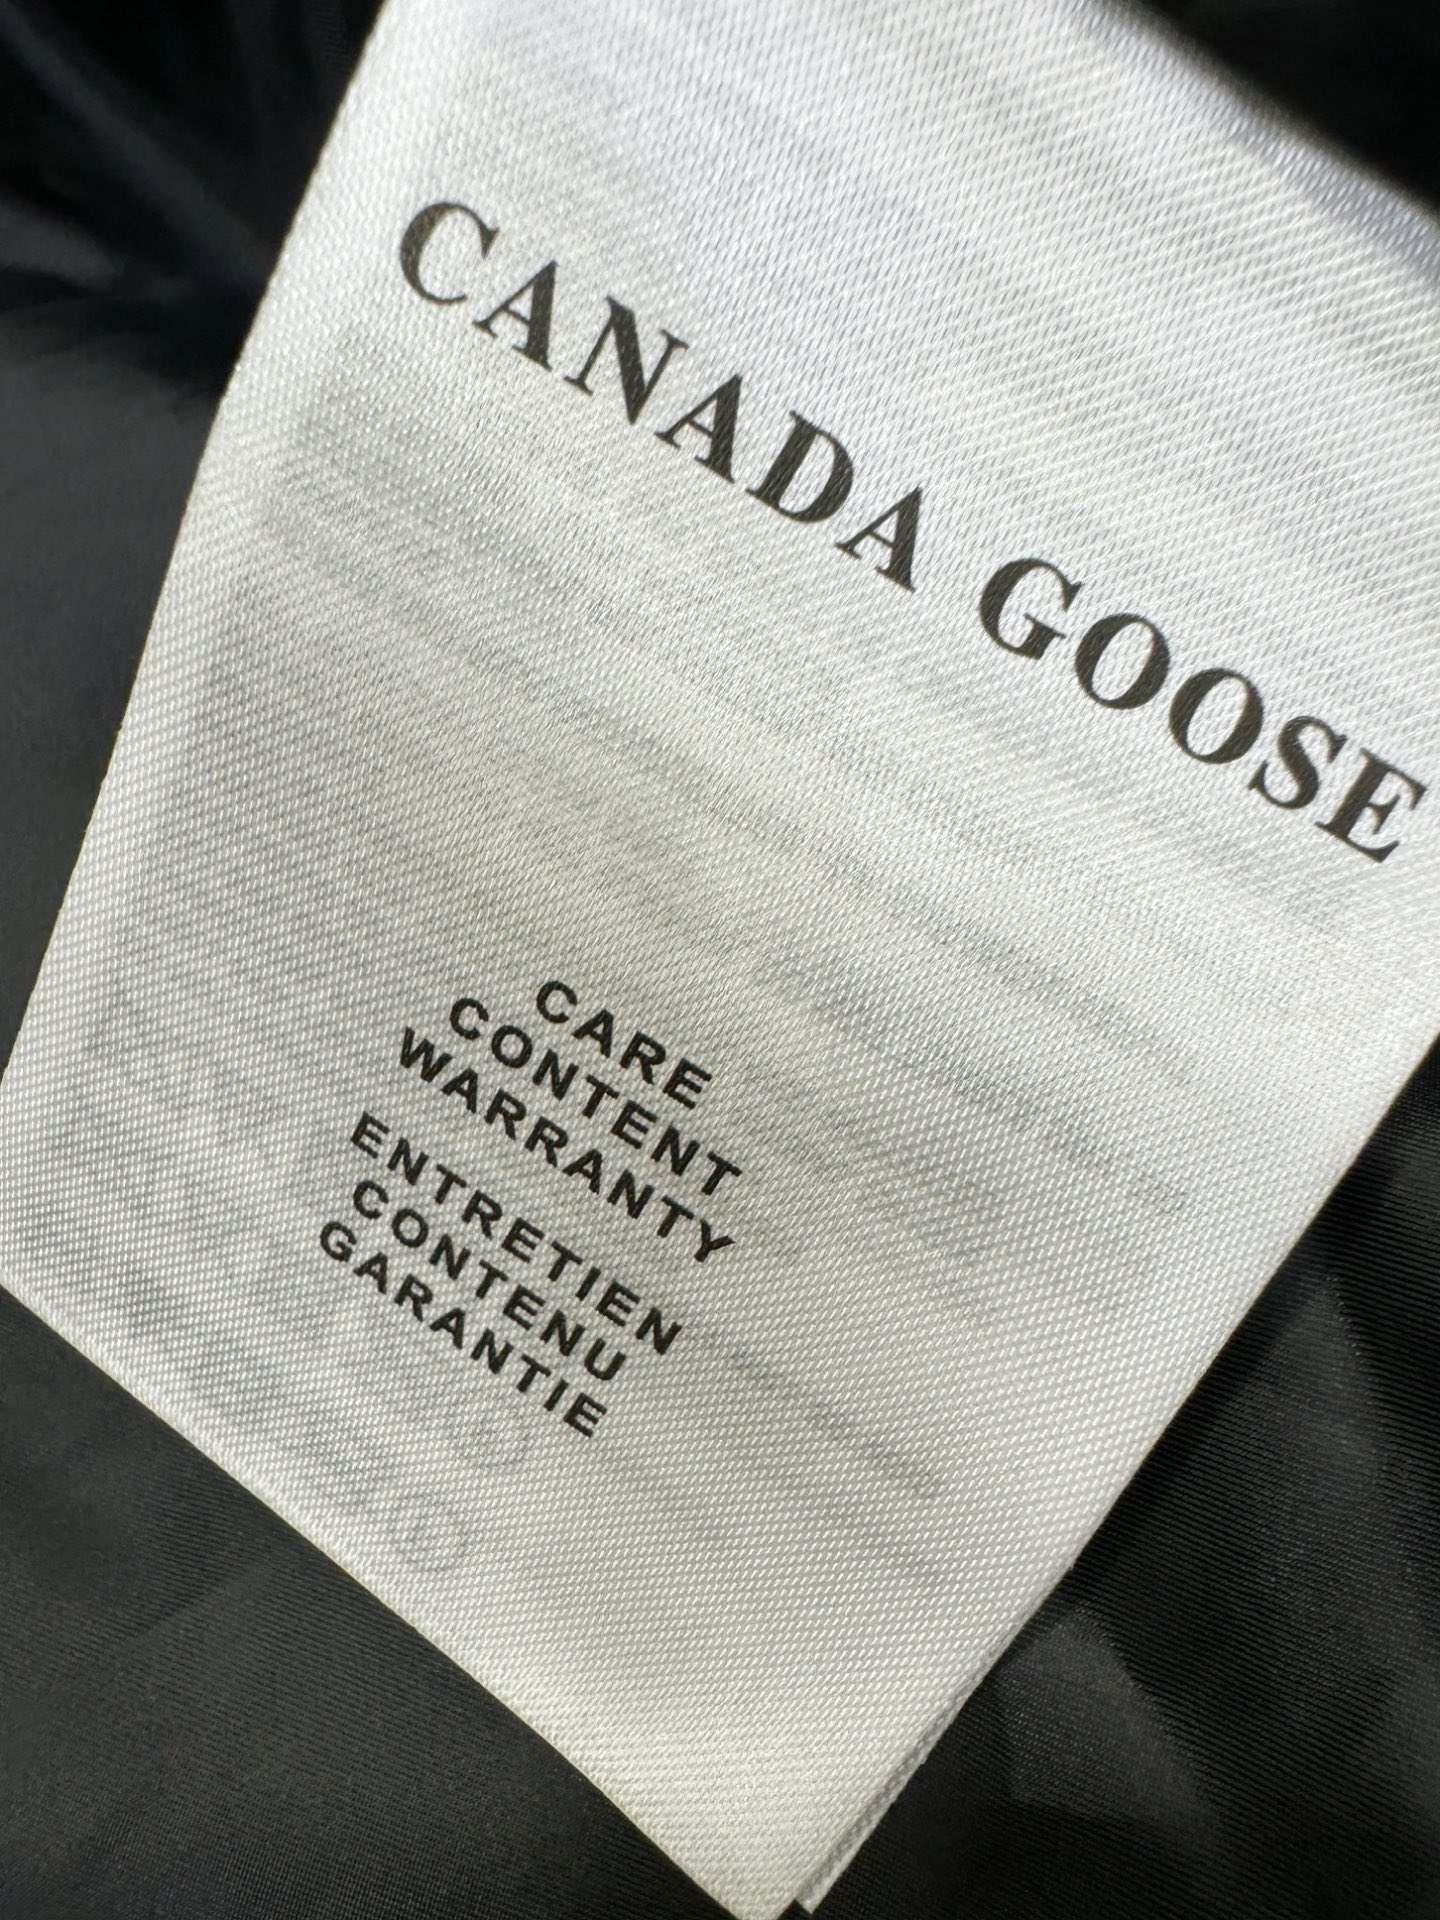 CANADA GOOSE
CARE
CONTENT
WARRANTY
ENTRETIEN
CONTENU
GARANTIE